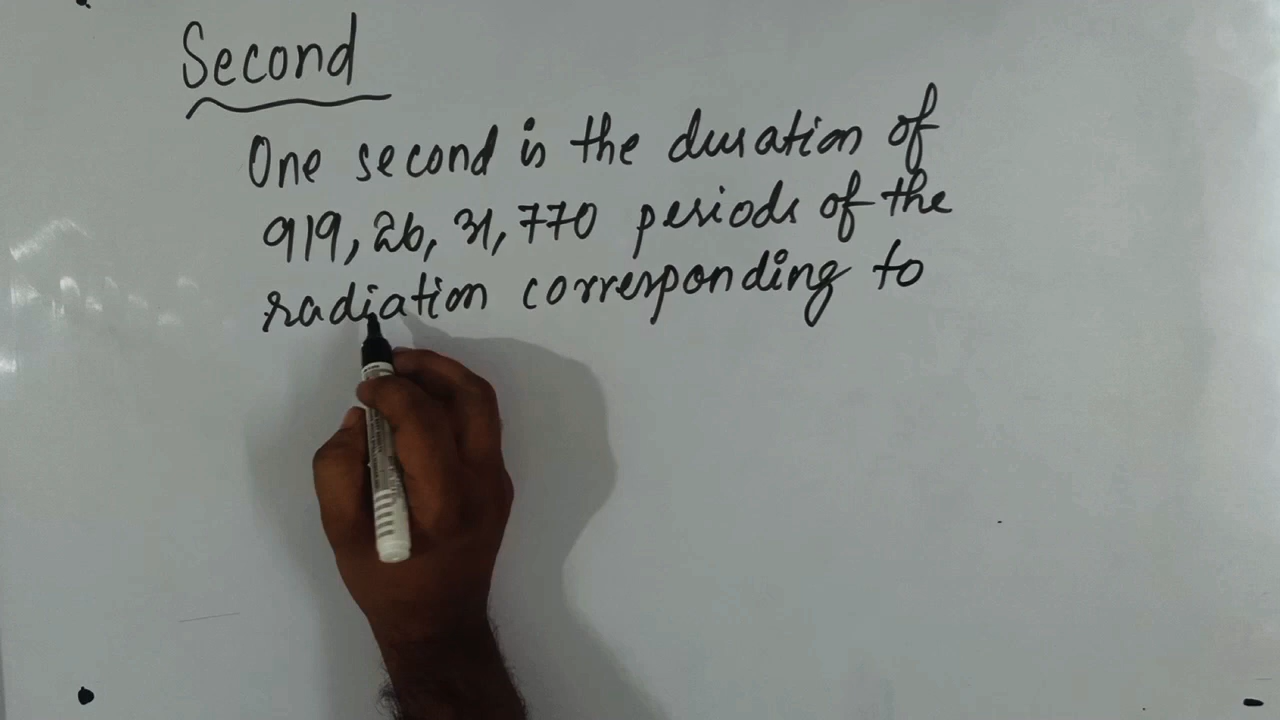 Second
One second is the duration of
919, 26, 31, 770 periods of the
radiation corresponding to